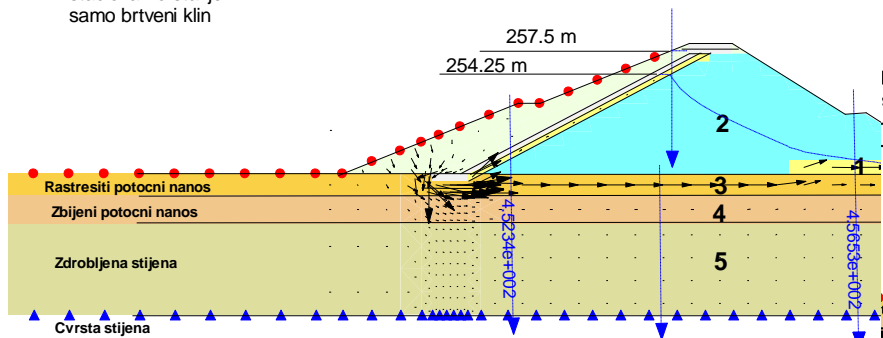 samo brtveni klin
257.5 m
254.25 m
2
1
Rastresiti potocni nanos
3
Zbijeni potocni nanos
4
4.5234e+002
4.5653e+002
Zdrobljena stijena
5
Cvrsta stijena